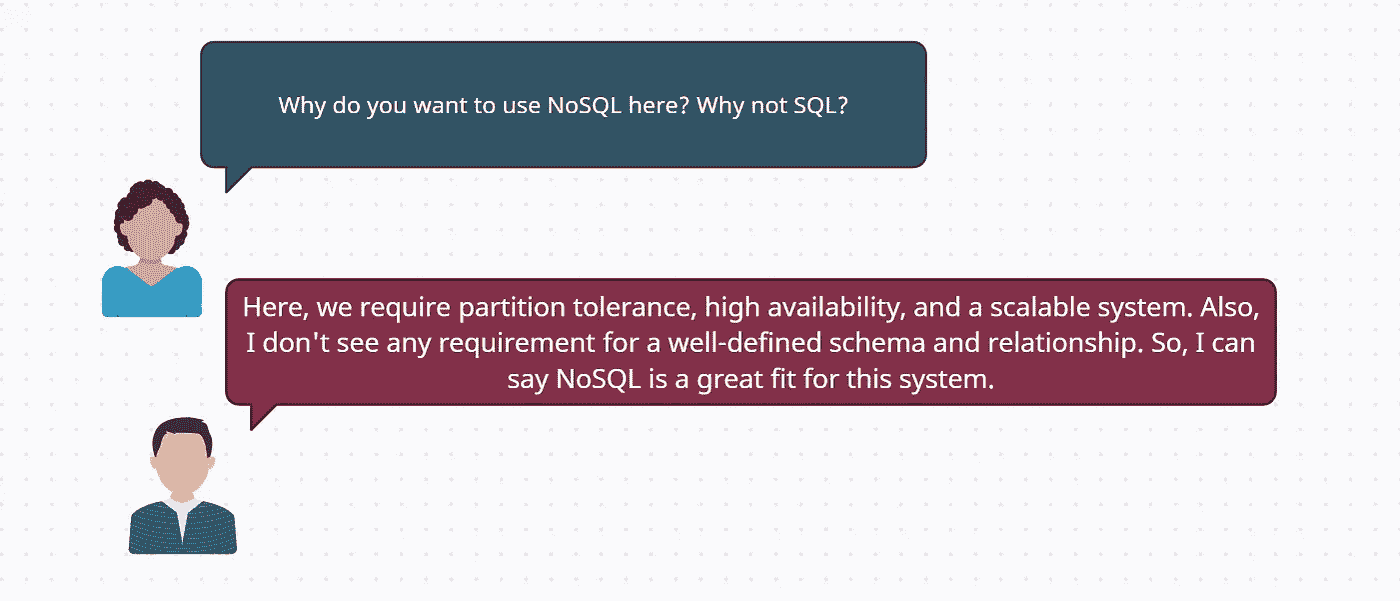 Why do you want to use NoSQL here? Why not SQL?
Here, we require partition tolerance, high availability, and a scalable system. Also,
I don't see any requirement for a well-defined schema and relationship. So, I can
say NoSQL is a great fit for this system.